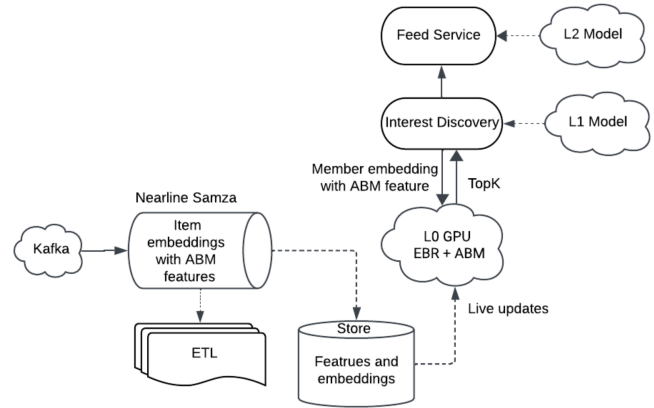 Feed Service
L2 Model
Interest Discovery
L1 Model
Member embedding
with ABM feature
TopK
Nearline Samza
Kafka
Item
embeddings
with ABM
features
L0 GPU
EBR + ABM
Live updates
ETL
Store
Featrues and
embeddings